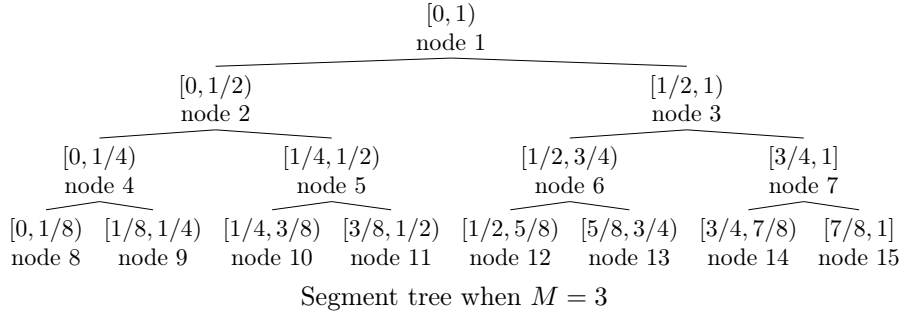 [0, 1)
node 1
[0, 1/2) [1/2, 1)
node 2 node 3
[0, 1/4) [1/4, 1/2) [1/2, 3/4) [3/4, 1]
node 4 node 5 node 6 node 7
[0, 1/8) [1/8, 1/4) [1/4, 3/8) [3/8, 1/2) [1/2, 5/8) [5/8, 3/4) [3/4, 7/8) [7/8, 1]
node 8 node 9 node 10 node 11 node 12 node 13 node 14 node 15
Segment tree when M = 3